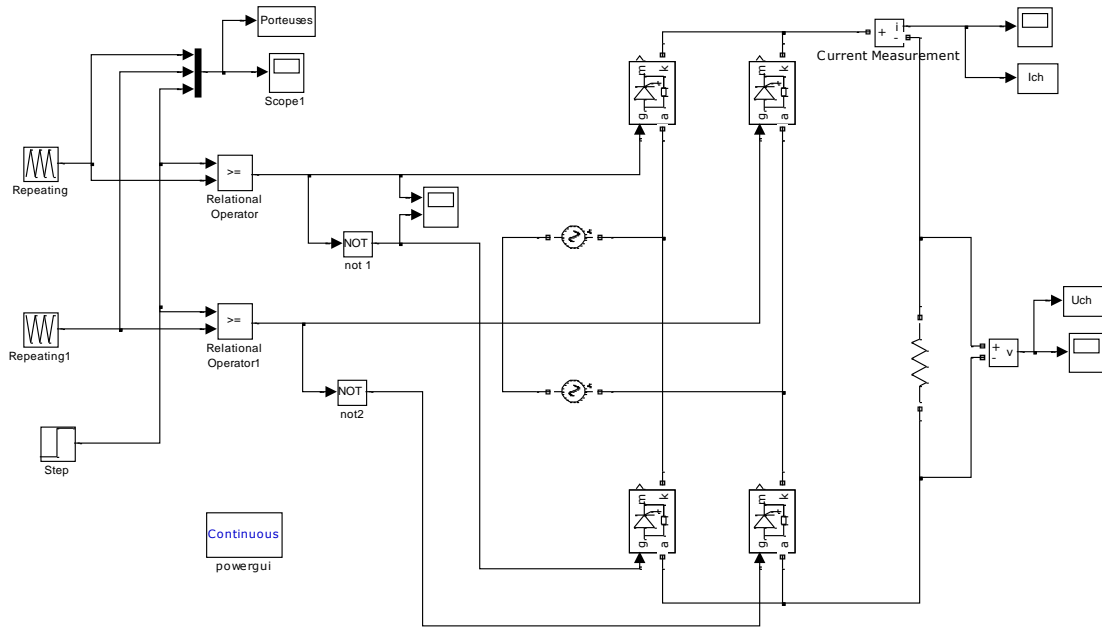 Porteuses
Scope1
i
+
-
Current Measurement
Ich
m
k
g
a
m
k
g
a
Repeating
>=
Relational
Operator
NOT
not 1
Repeating1
>=
Relational
Operator1
Uch
+
-
v
NOT
not2
Step
m
k
g
a
m
k
g
a
Continuous
powergui